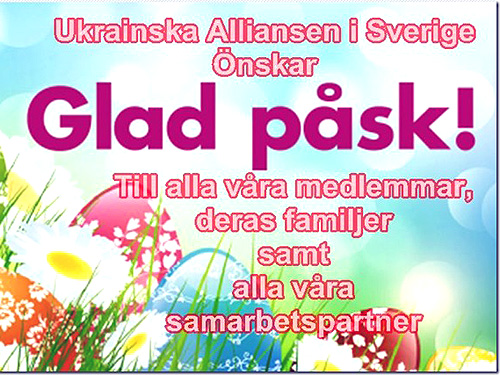 Ukrainska Alliansen i Sverige
Önskar
Glad påsk!
Till alla våra medlemmar,
deras familjer
samt
alla våra
samarbetspartner